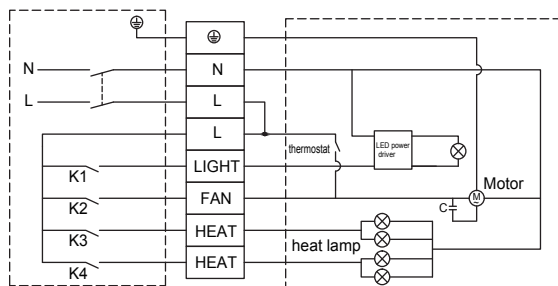 N N
L L
L
thermostat LED power
driver
K1 LIGHT
K2 FAN C M Motor
K3 HEAT heat lamp
K4 HEAT